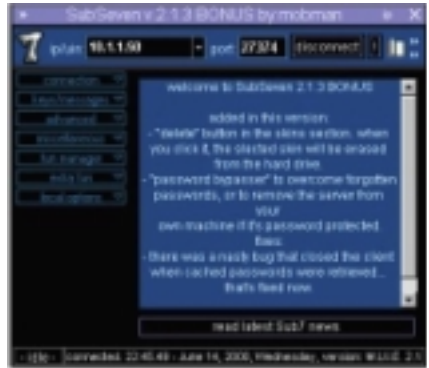 SubSeven v 2.1.3 BONUS by mobman
ip/uin: 10.1.1.50 port: 27374 disconnect
connection
keys/messages
advanced
miscellaneous
fun manager
extra fun
local options
welcome to SubSeven 2.1.3 BONUS
added in this version:
- "delete" button in the skins section. when
you click it, the slected skin will be erased
from the hard drive.
- "password bypasser" to overcome forgotten
passwords, or to remove the server from
your
own machine if it's password protected.
fixes:
- there was a nasty bug that closed the client
when cached passwords were retrieved...
that's fixed now
read latest Sub7 news
- idle - connected. 22:45:49 - June 14, 2000, Wednesday, version: 2.1